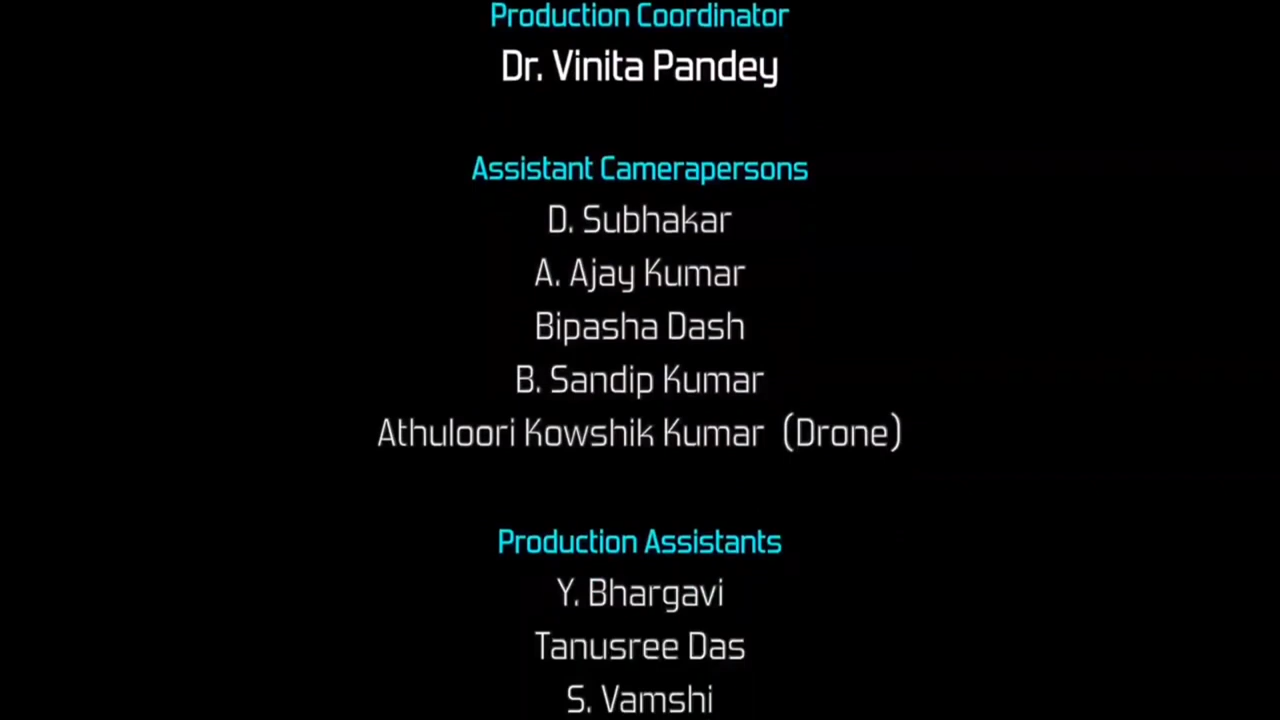 Production Coordinator
Dr. Vinita Pandey
Assistant Camerapersons
D. Subhakar
A. Ajay Kumar
Bipasha Dash
B. Sandip Kumar
Athuloori Kowshik Kumar (Drone)
Production Assistants
Y. Bhargavi
Tanusree Das
S. Vamshi